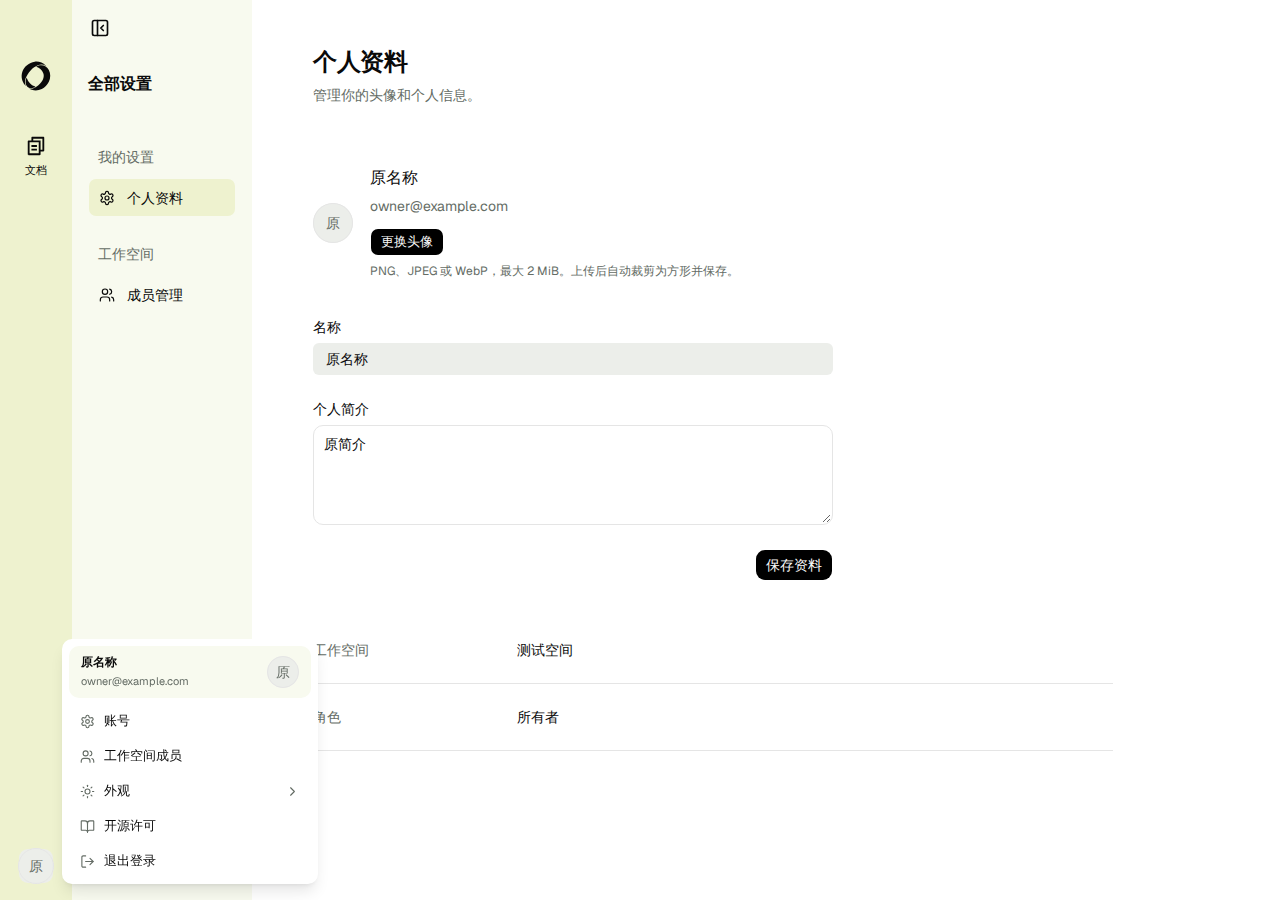 文档
全部设置
我的设置
个人资料
工作空间
成员管理
个人资料
管理你的头像和个人信息。
原
原名称
owner@example.com
更换头像
PNG、JPEG 或 WebP，最大 2 MiB。上传后自动裁剪为方形并保存。
名称
原名称
个人简介
原简介
保存资料
工作空间
测试空间
角色
所有者
原名称
owner@example.com
原
账号
工作空间成员
外观
开源许可
退出登录
原